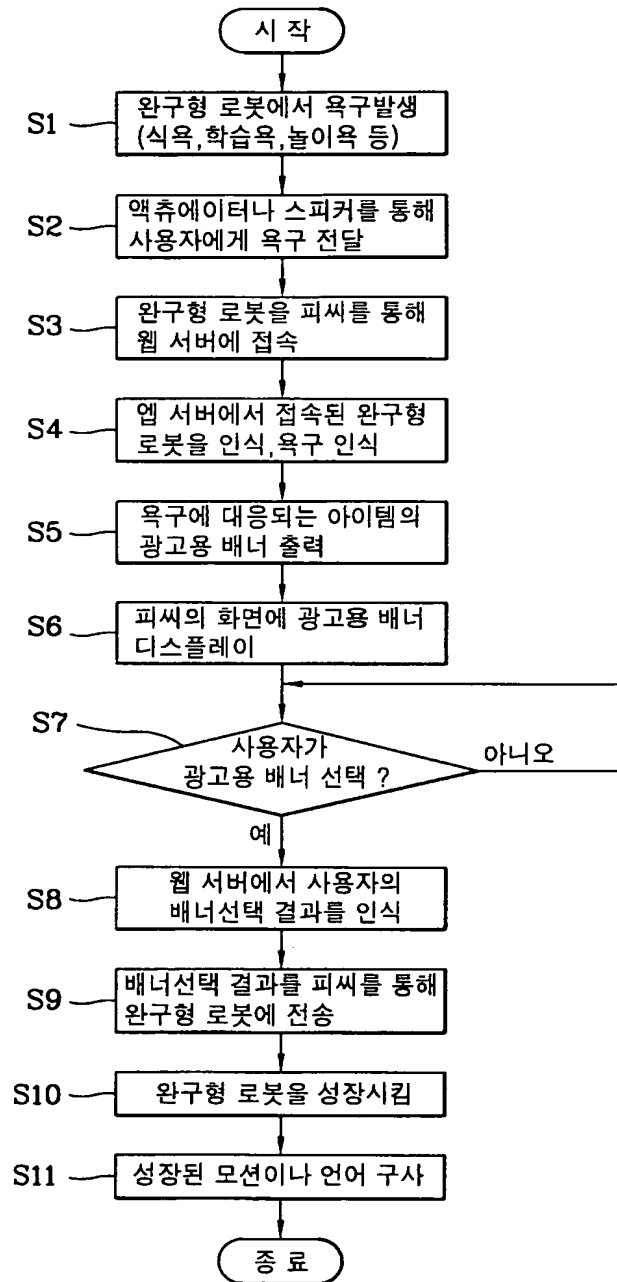 시 작
S1
완구형 로봇에서 욕구발생
(식욕,학습욕,놀이욕 등)
S2
액츄에이터나 스피커를 통해
사용자에게 욕구 전달
S3
완구형 로봇을 피씨를 통해
웹 서버에 접속
S4
엡 서버에서 접속된 완구형
로봇을 인식,욕구 인식
S5
욕구에 대응되는 아이템의
광고용 배너 출력
S6
피씨의 화면에 광고용 배너
디스플레이
S7
사용자가
광고용 배너 선택 ?
아니오
예
S8
웹 서버에서 사용자의
배너선택 결과를 인식
S9
배너선택 결과를 피씨를 통해
완구형 로봇에 전송
S10
완구형 로봇울 성장시킴
S11
성장된 모션이나 언어 구사
종 료